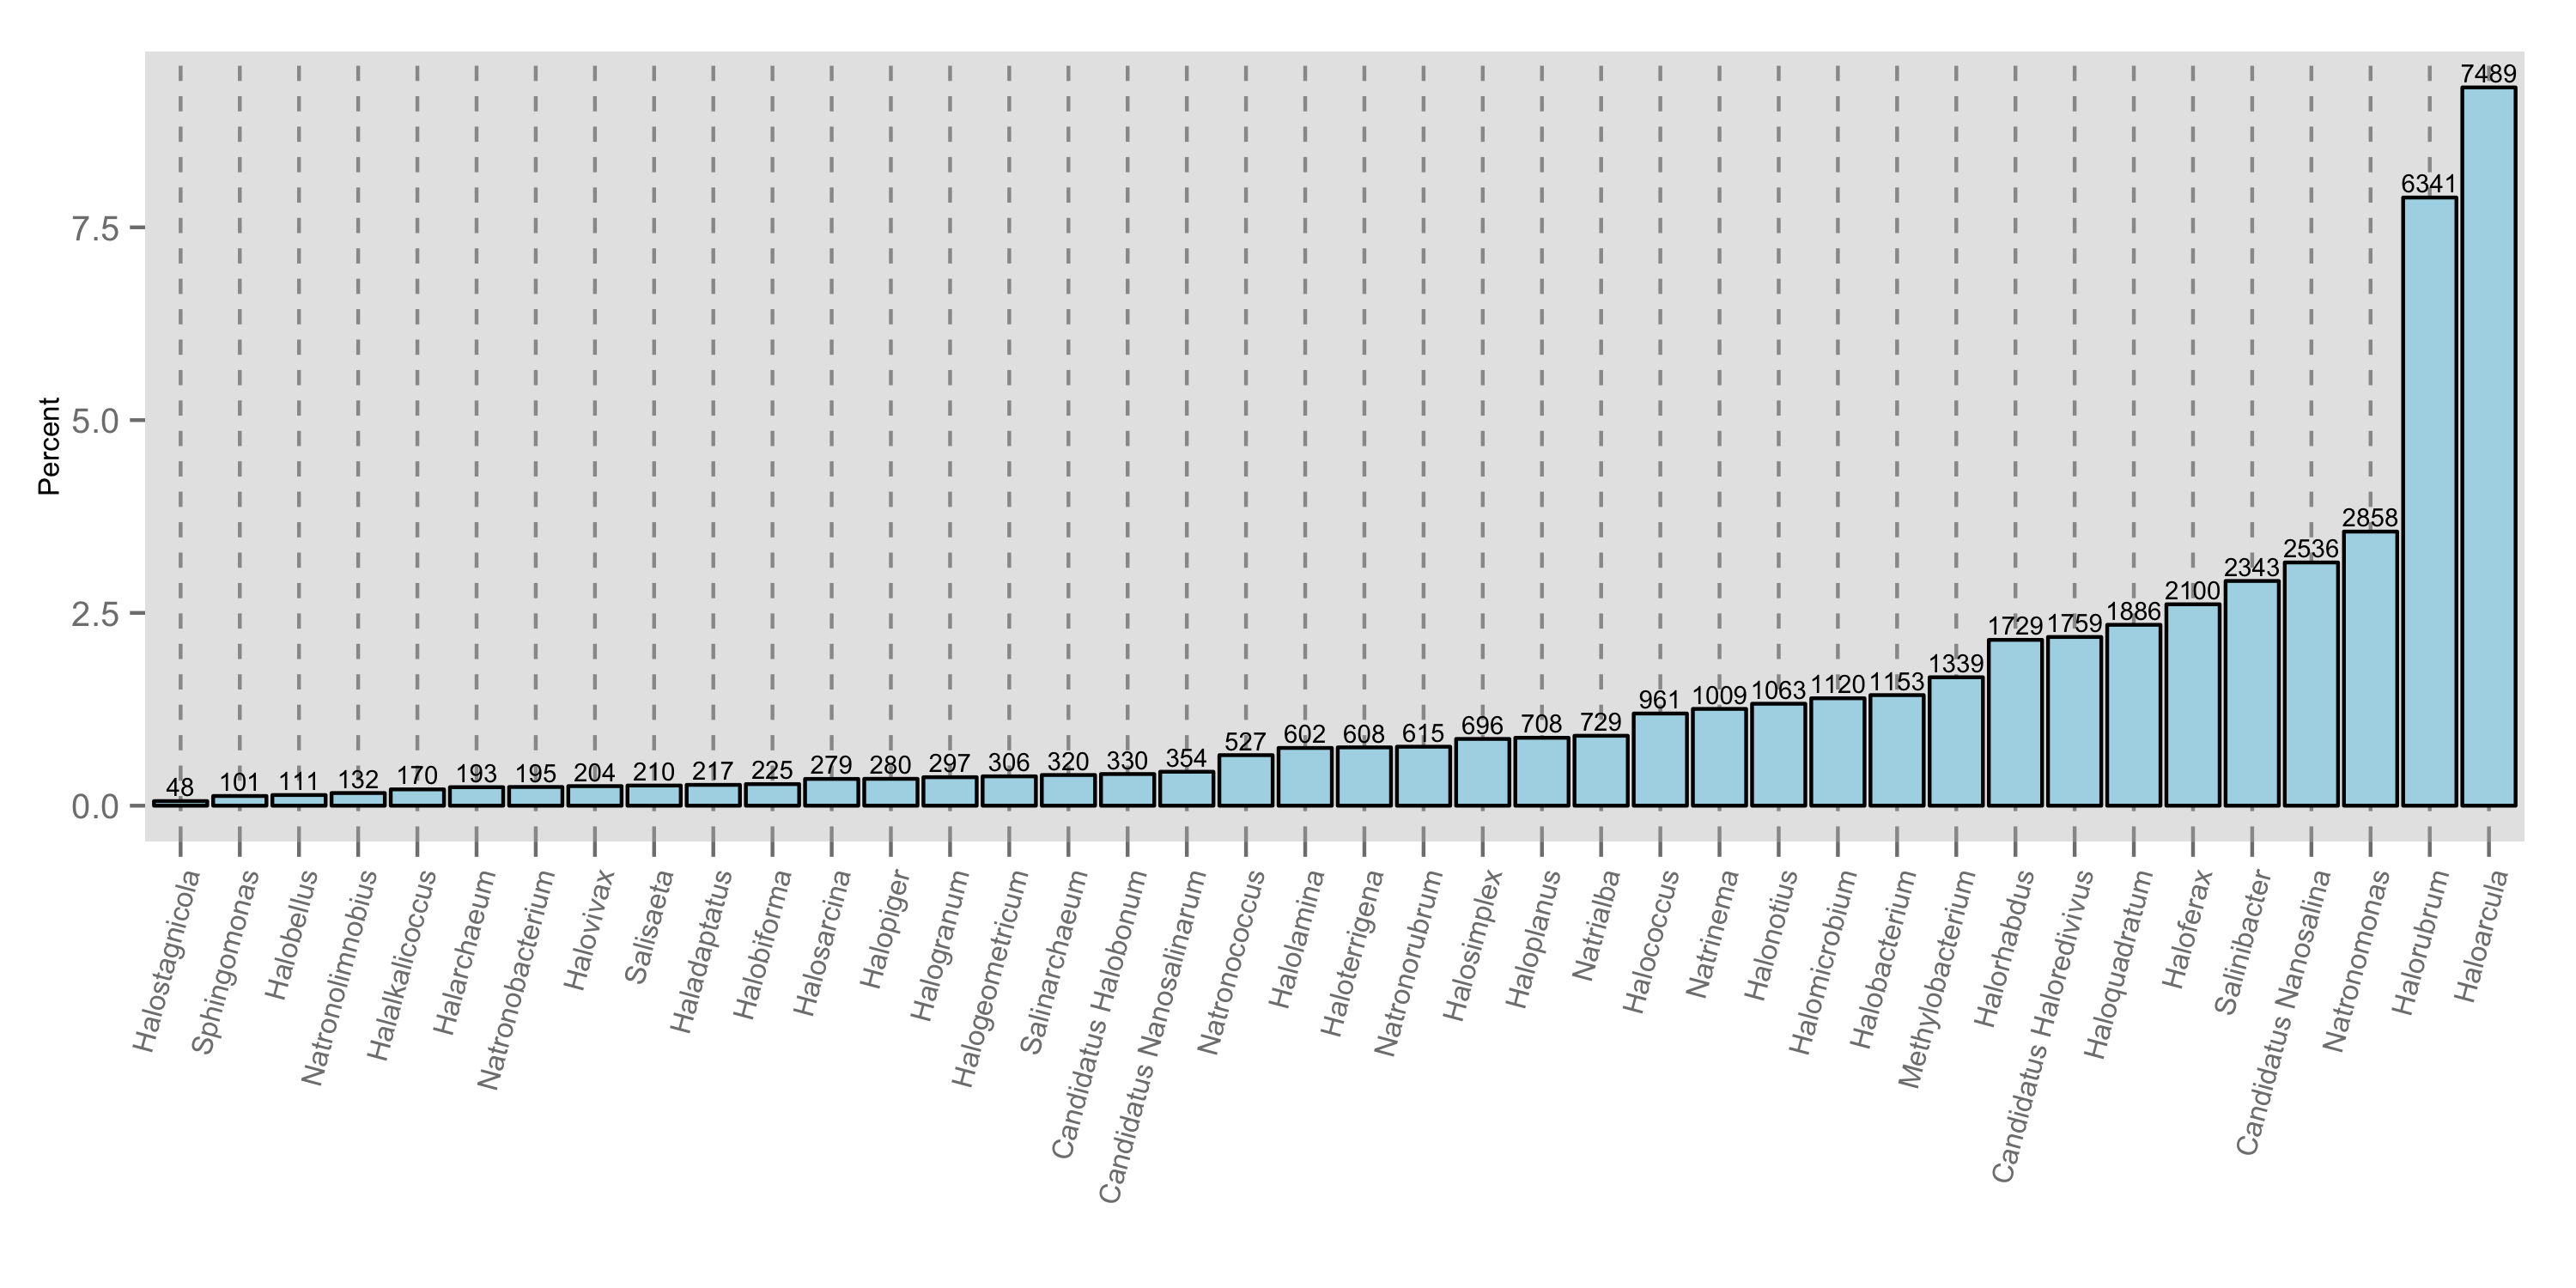 Percent
7.5
5.0
2.5
0.0
48
101
111
132
170
193
195
204
210
217
225
279
280
297
306
320
330
354
527
602
608
615
696
708
729
961
1009
1063
1120
1153
1339
1729
1759
1886
2100
2343
2536
2858
6341
7489
Halostagnicola
Sphingomonas
Halobellus
Natronolimnobius
Halalkalicoccus
Halarchaeum
Natronobacterium
Halovivax
Salisaeta
Haladaptatus
Halobiforma
Halosarcina
Halopiger
Halogranum
Halogeometricum
Salinarchaeum
Candidatus Halobonum
Candidatus Nanosalinarum
Natronococcus
Halolamina
Haloterrigena
Natronorubrum
Halosimplex
Haloplanus
Natrialba
Halococcus
Natrinema
Halonotius
Halomicrobium
Halobacterium
Methylobacterium
Halorhabdus
Candidatus Haloredivivus
Haloquadratum
Haloferax
Salinibacter
Candidatus Nanosalina
Natronomonas
Halorubrum
Haloarcula